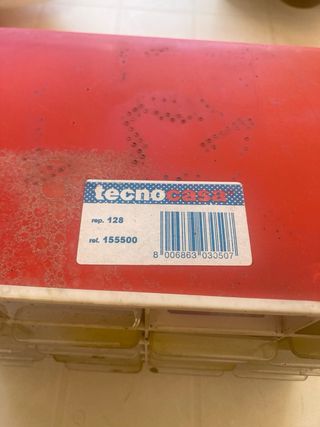 tecnocasa
rep. 128
rel. 155500
8 006863 030507